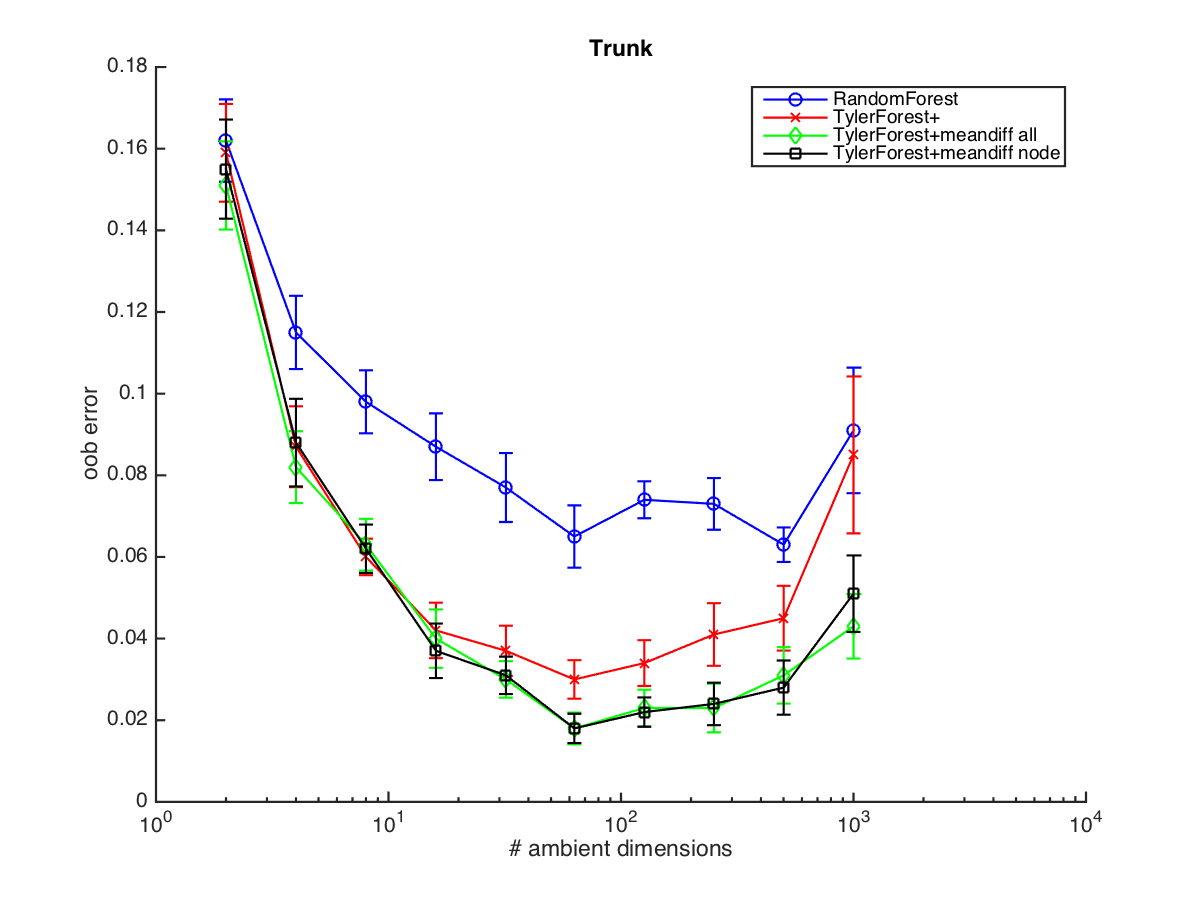 Trunk
RandomForest
TylerForest+
TylerForest+meandiff all
TylerForest+meandiff node
0.18
0.16
0.14
0.12
0.1
0.08
0.06
0.04
0.02
0
oob error
10^0 10^1 10^2 10^3 10^4
# ambient dimensions